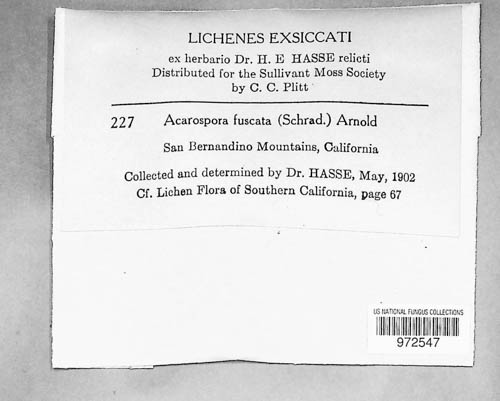 LICHENES EXSICCATI
ex herbario Dr. H. E HASSE relicti
Distributed for the Sullivant Moss Society
by C. C. Plitt
227 Acarospora fuscata (Schrad.) Arnold
San Bernandino Mountains, California
Collected and determined by Dr. HASSE, May, 1902
Cf. Lichen Flora of Southern California, page 67
US NATIONAL FUNGUS COLLECTIONS
972547